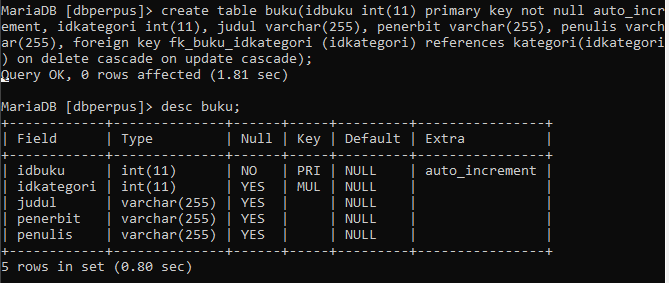 MariaDB [dbperpus]> create table buku(idbuku int(11) primary key not null auto_incr
ement, idkategori int(11), judul varchar(255), penerbit varchar(255), penulis varch
ar(255), foreign key fk_buku_idkategori (idkategori) references kategori(idkategori
) on delete cascade on update cascade);
Query OK, 0 rows affected (1.81 sec)

MariaDB [dbperpus]> desc buku;
+------------+--------------+------+-----+---------+----------------+
| Field      | Type         | Null | Key | Default | Extra          |
+------------+--------------+------+-----+---------+----------------+
| idbuku     | int(11)      | NO   | PRI | NULL    | auto_increment |
| idkategori | int(11)      | YES  | MUL | NULL    |                |
| judul      | varchar(255) | YES  |     | NULL    |                |
| penerbit   | varchar(255) | YES  |     | NULL    |                |
| penulis    | varchar(255) | YES  |     | NULL    |                |
+------------+--------------+------+-----+---------+----------------+
5 rows in set (0.80 sec)